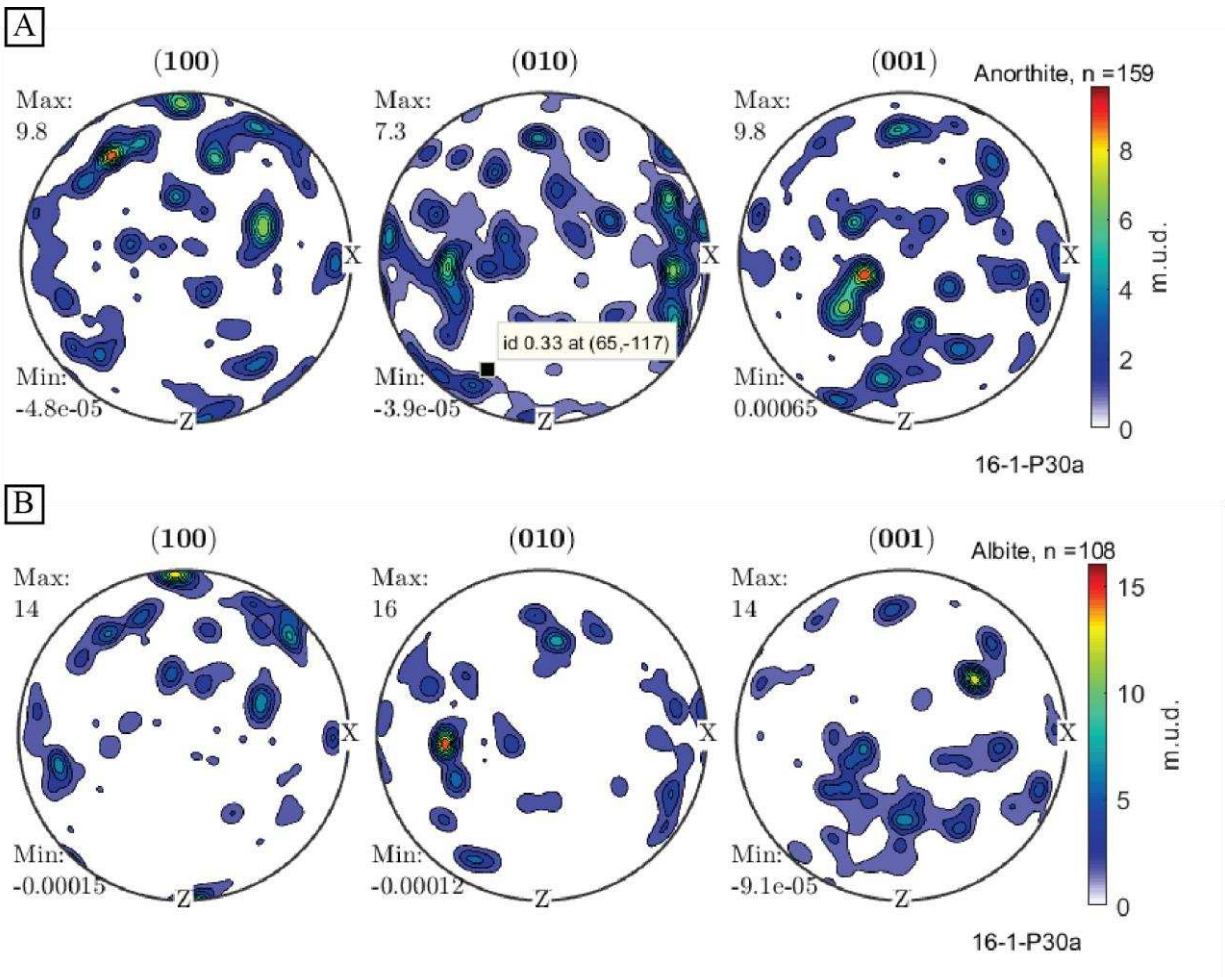 A
(100)
(010)
(001)
Anorthite, n =159
Max:
9.8
Max:
7.3
Max:
9.8
8
6
4
2
0
m.u.d.
X
X
X
id 0.33 at (65,-117)
Min:
-4.8e-05
Min:
-3.9e-05
Min:
0.00065
Z
Z
Z
16-1-P30a
B
(100)
(010)
(001)
Albite, n =108
Max:
14
Max:
16
Max:
14
15
10
5
0
m.u.d.
X
X
X
Min:
-0.00015
Min:
-0.00012
Min:
-9.1e-05
Z
Z
Z
16-1-P30a